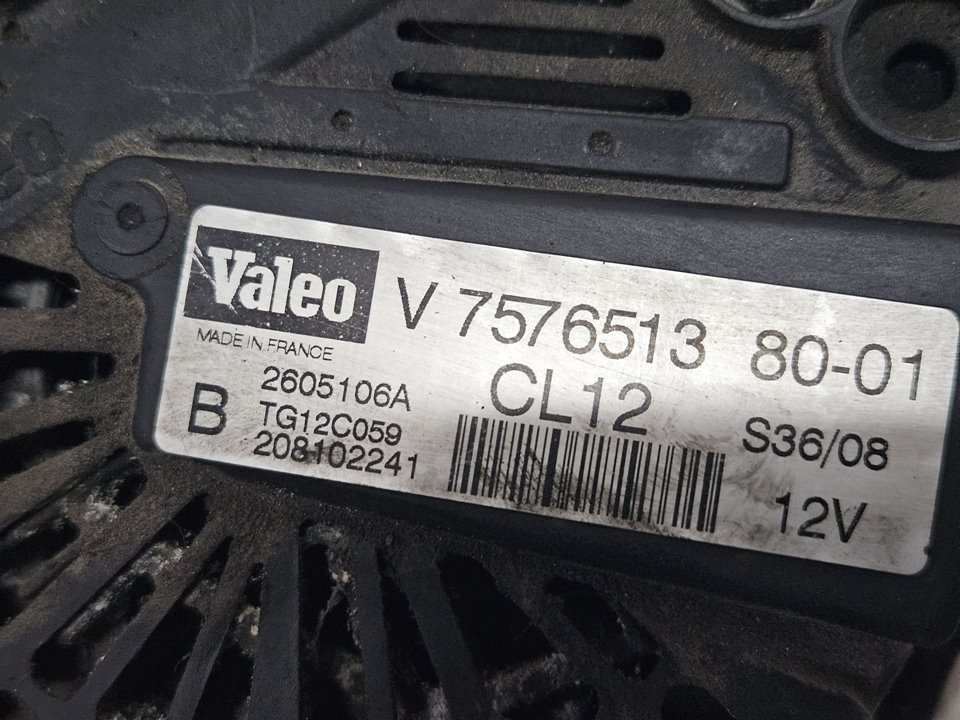 Valeo
MADE IN FRANCE
V 7576513 80-01
CL12
B
2605106A
TG12C059
208102241
S36/08
12V